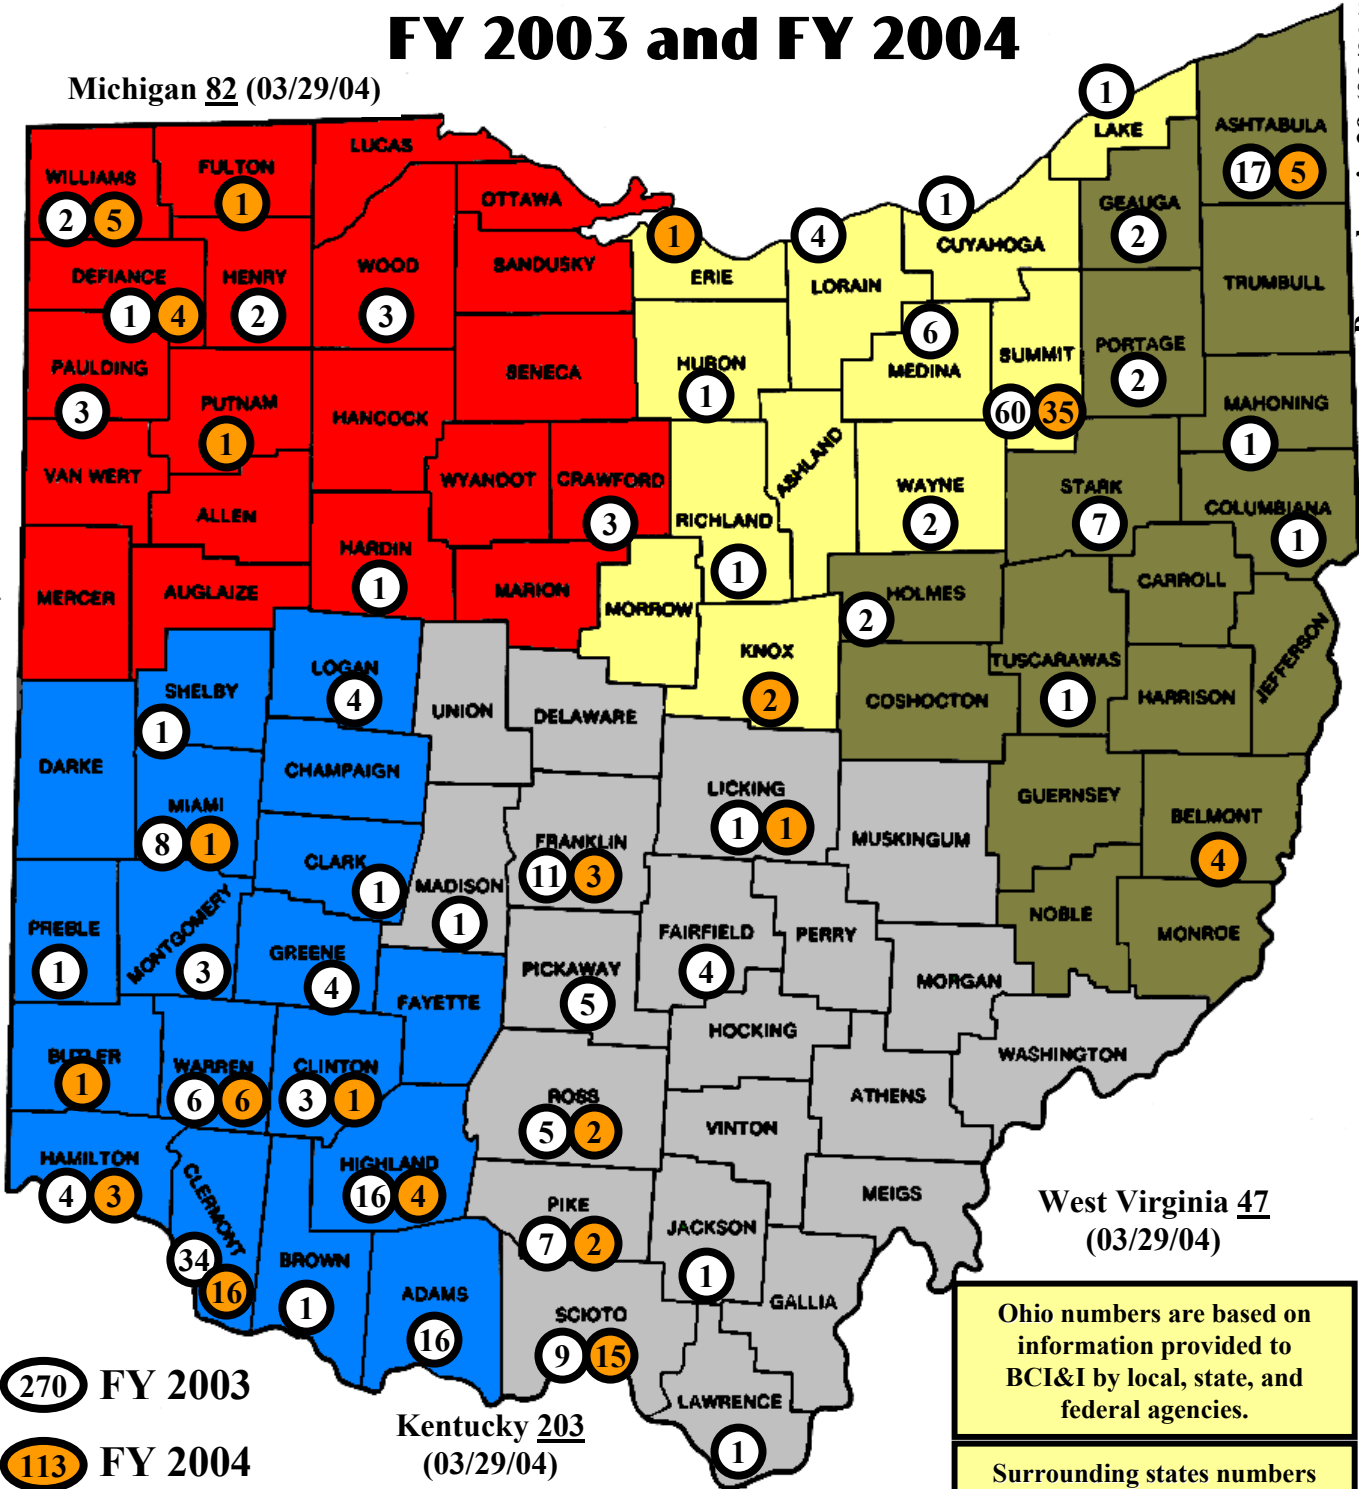 FY 2003 and FY 2004
Michigan 82 (03/29/04)
LUCAS
WILLIAMS
2 5
FULTON
1
OTTAWA
LAKE
1
ASHTABULA
17 5
DEFIANCE
1 4
HENRY
2
WOOD
3
SANDUSKY
ERIE
1
LORAIN
4
CUYAHOGA
1
GEAUGA
2
TRUMBULL
PAULDING
3
PUTNAM
1
HANCOCK
SENECA
HURON
1
MEDINA
6
SUMMIT
60 35
PORTAGE
2
MAHONING
1
VAN WERT
ALLEN
WYANDOT
CRAWFORD
3
RICHLAND
1
ASHLAND
WAYNE
2
STARK
7
COLUMBIANA
1
MERCER
AUGLAIZE
HARDIN
1
MARION
MORROW
KNOX
2
HOLMES
2
CARROLL
TUSCARAWAS
1
JEFFERSON
HARRISON
COSHOCTON
SHELBY
1
LOGAN
4
UNION
DELAWARE
DARKE
CHAMPAIGN
LICKING
1 1
MUSKINGUM
GUERNSEY
BELMONT
4
MIAMI
8 1
CLARK
1
MADISON
1
FRANKLIN
11 3
FAIRFIELD
4
PERRY
NOBLE
MONROE
PREBLE
1
MONTGOMERY
3
GREENE
4
FAYETTE
PICKAWAY
5
MORGAN
HOCKING
WASHINGTON
BUTLER
1
WARREN
6 6
CLINTON
3 1
ROSS
5 2
VINTON
ATHENS
HAMILTON
4 3
CLERMONT
34
16
HIGHLAND
16 4
PIKE
7 2
JACKSON
1
MEIGS
BROWN
1
ADAMS
16
SCIOTO
9 15
GALLIA
LAWRENCE
1
West Virginia 47
(03/29/04)
Ohio numbers are based on
information provided to
BCI&I by local, state, and
federal agencies.
Surrounding states numbers
270 FY 2003
113 FY 2004
Kentucky 203
(03/29/04)